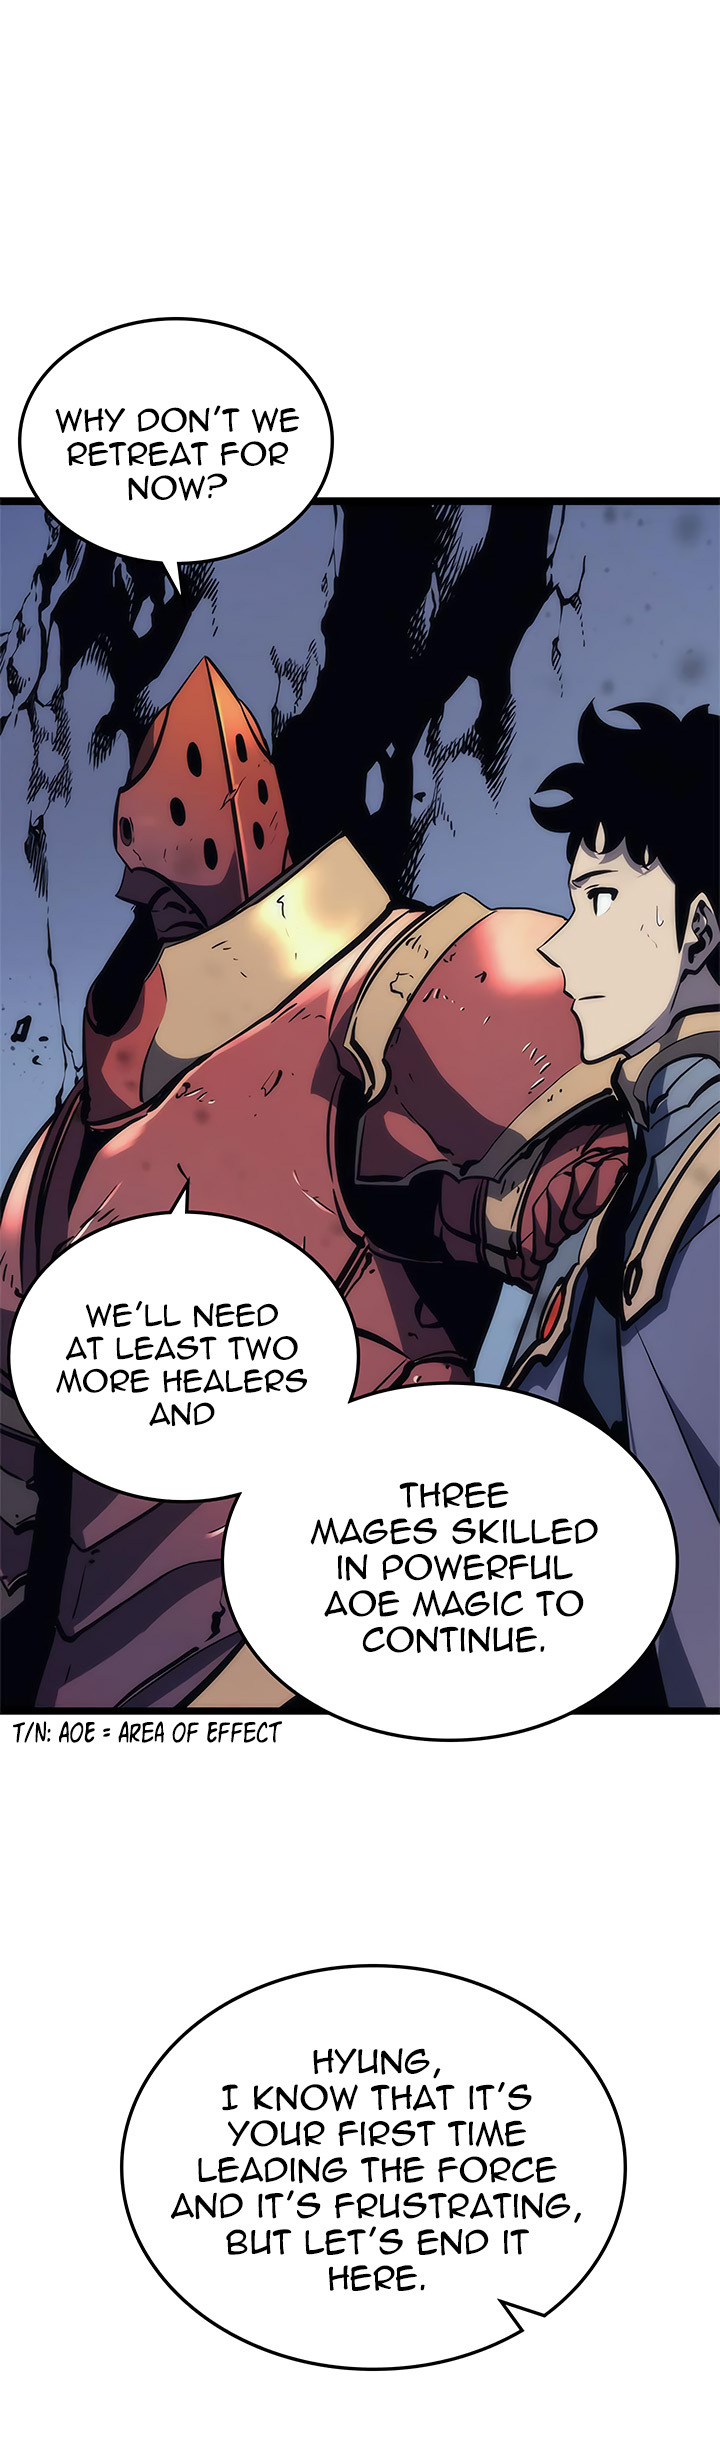 WHY DON'T WE
RETREAT FOR
NOW?
WE'LL NEED
AT LEAST TWO
MORE HEALERS
AND
THREE
MAGES SKILLED
IN POWERFUL
AOE MAGIC TO
CONTINUE.
T/N: AOE = AREA OF EFFECT
HYUNG,
I KNOW THAT IT'S
YOUR FIRST TIME
LEADING THE FORCE
AND IT'S FRUSTRATING,
BUT LET'S END IT
HERE.